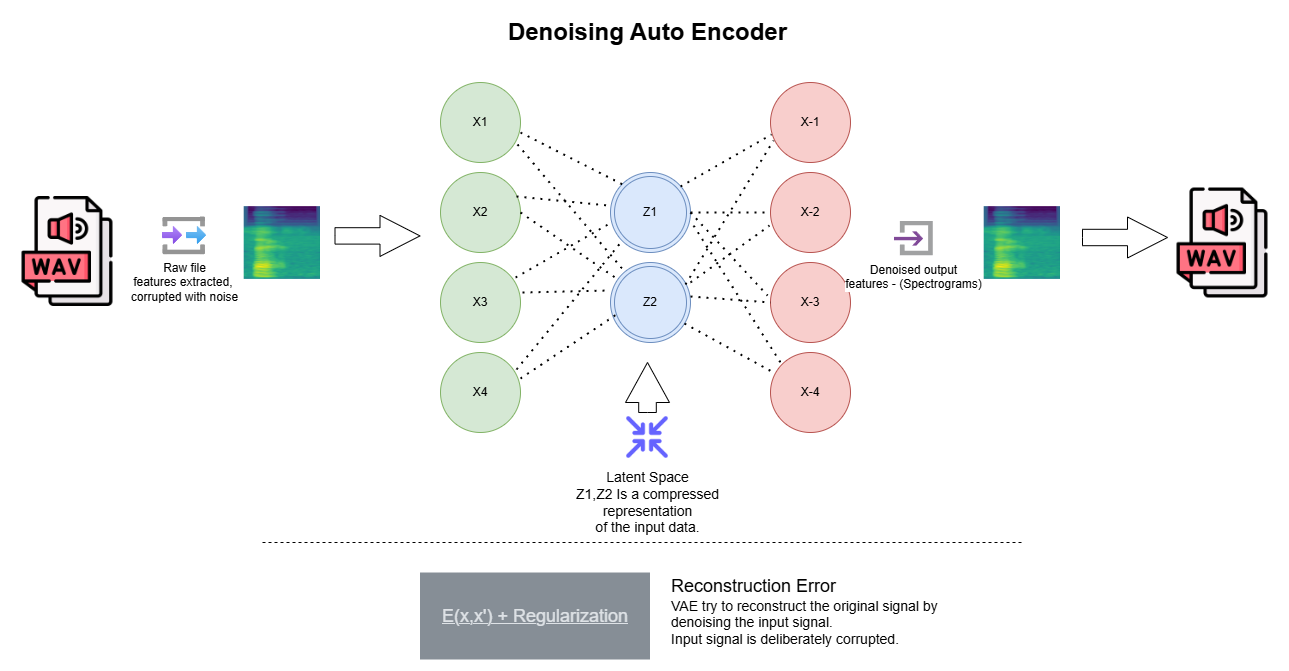 Denoising Auto Encoder
X1
X2
X3
X4
Z1
Z2
X-1
X-2
X-3
X-4
WAV
Raw file
features extracted,
corrupted with noise
Denoised output
features - (Spectrograms)
WAV
Latent Space
Z1,Z2 Is a compressed
representation
of the input data.
E(x,x') + Regularization
Reconstruction Error
VAE try to reconstruct the original signal by
denoising the input signal.
Input signal is deliberately corrupted.